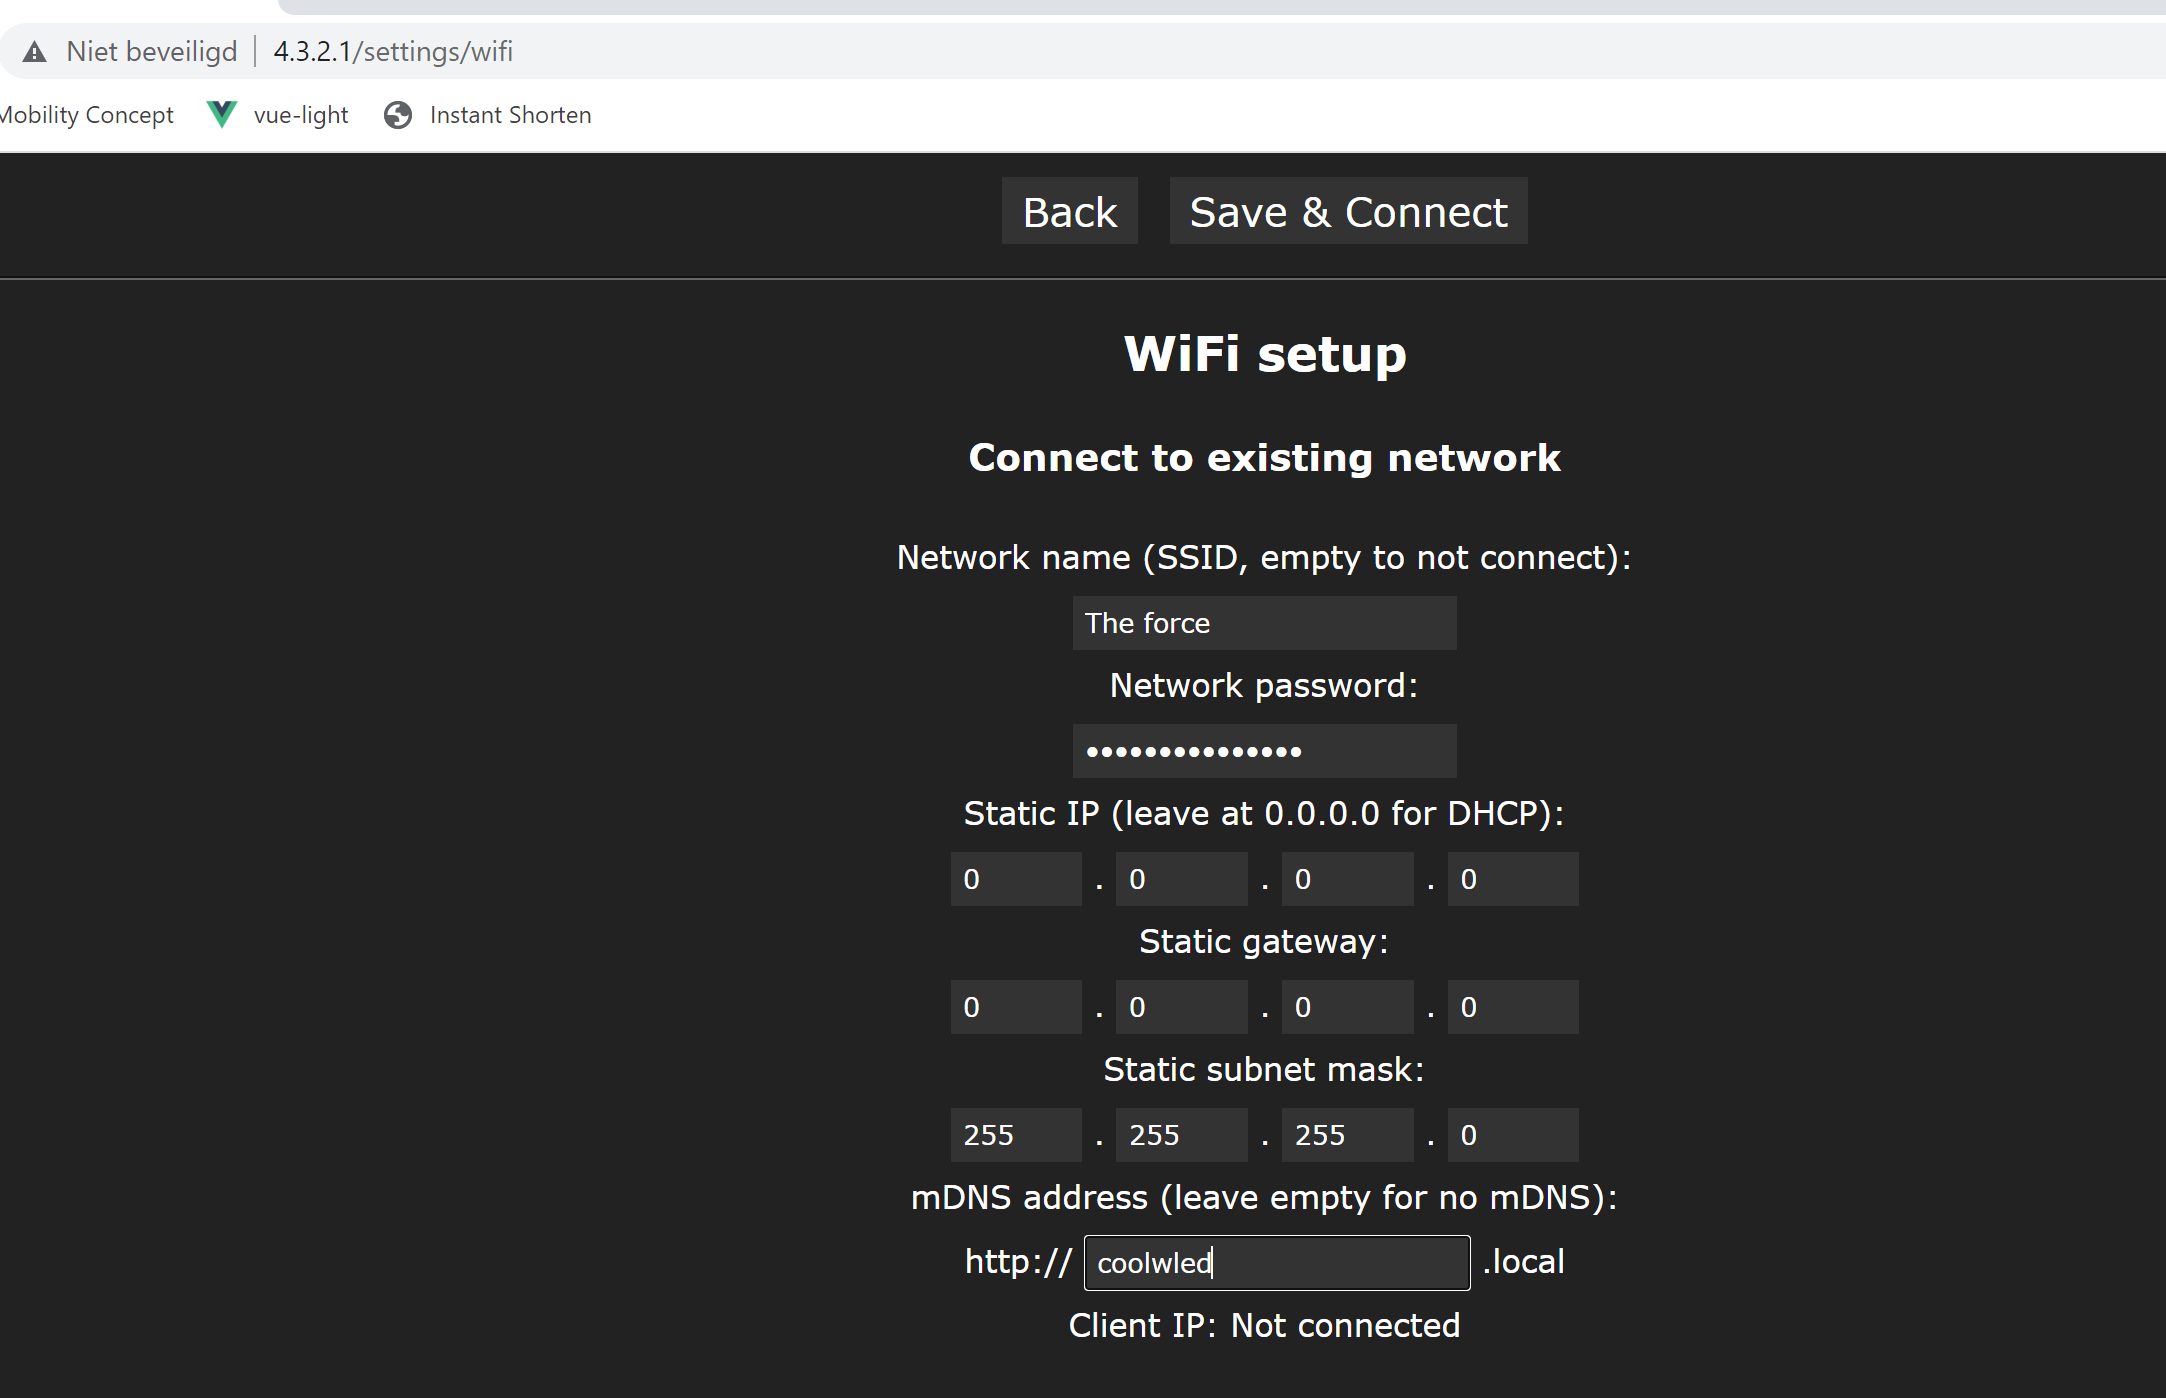 Niet beveiligd | 4.3.2.1/settings/wifi
Mobility Concept vue-light Instant Shorten
Back Save & Connect
WiFi setup
Connect to existing network
Network name (SSID, empty to not connect):
The force
Network password:
•••••••••••••••
Static IP (leave at 0.0.0.0 for DHCP):
0 . 0 . 0 . 0
Static gateway:
0 . 0 . 0 . 0
Static subnet mask:
255 . 255 . 255 . 0
mDNS address (leave empty for no mDNS):
http:// coolwled .local
Client IP: Not connected